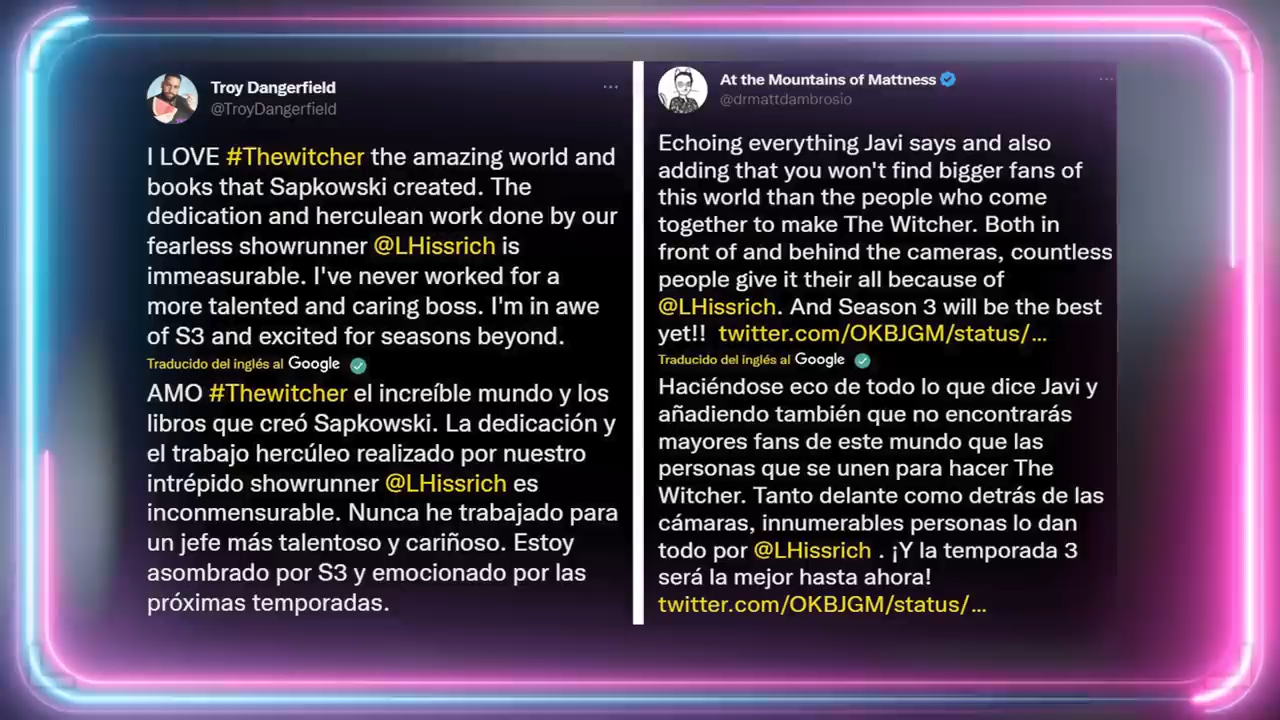 Troy Dangerfield
@TroyDangerfield
I LOVE #Thewitcher the amazing world and
books that Sapkowski created. The
dedication and herculean work done by our
fearless showrunner @LHissrich is
immeasurable. I've never worked for a
more talented and caring boss. I'm in awe
of S3 and excited for seasons beyond.
Traducido del inglés al Google
AMO #Thewitcher el increíble mundo y los
libros que creó Sapkowski. La dedicación y
el trabajo hercúleo realizado por nuestro
intrépido showrunner @LHissrich es
inconmensurable. Nunca he trabajado para
un jefe más talentoso y cariñoso. Estoy
asombrado por S3 y emocionado por las
próximas temporadas.
At the Mountains of Mattness
@drmattdambrosio
Echoing everything Javi says and also
adding that you won't find bigger fans of
this world than the people who come
together to make The Witcher. Both in
front of and behind the cameras, countless
people give it their all because of
@LHissrich. And Season 3 will be the best
yet!! twitter.com/OKBJGM/status/...
Traducido del inglés al Google
Haciéndose eco de todo lo que dice Javi y
añadiendo también que no encontrarás
mayores fans de este mundo que las
personas que se unen para hacer The
Witcher. Tanto delante como detrás de las
cámaras, innumerables personas lo dan
todo por @LHissrich . ¡Y la temporada 3
será la mejor hasta ahora!
twitter.com/OKBJGM/status/...